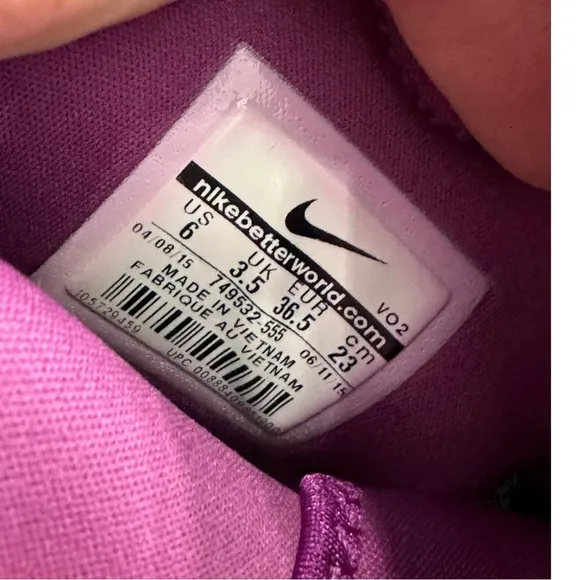 nikebetterworld.com
VO2
US UK EUR cm
6 3.5 36.5 23
04/08/15 749532-555 06/11/15
MADE IN VIETNAM
FABRIQUE AU VIETNAM